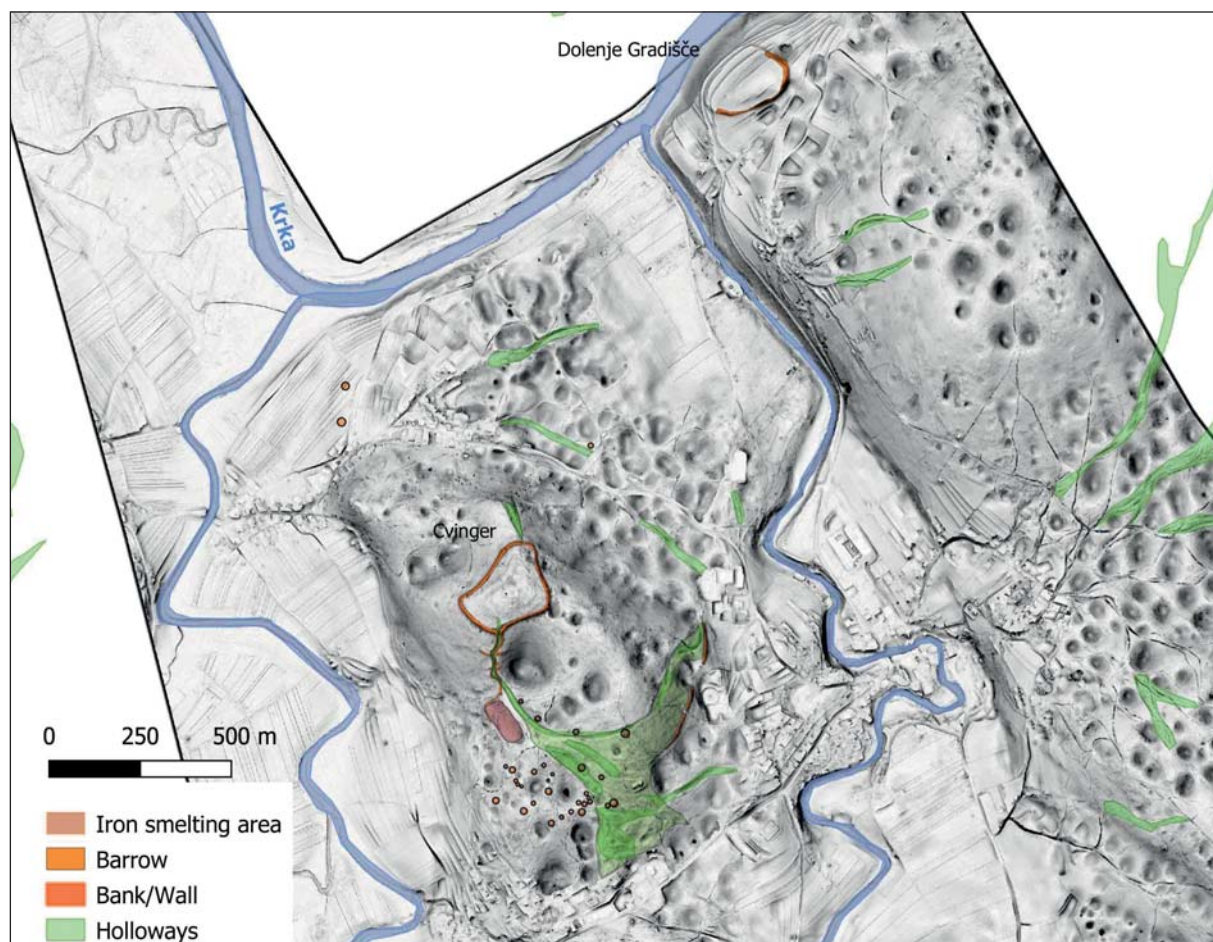 Dolenje Gradišče
Krka
Cvinger
0 250 500 m
Iron smelting area
Barrow
Bank/Wall
Holloways